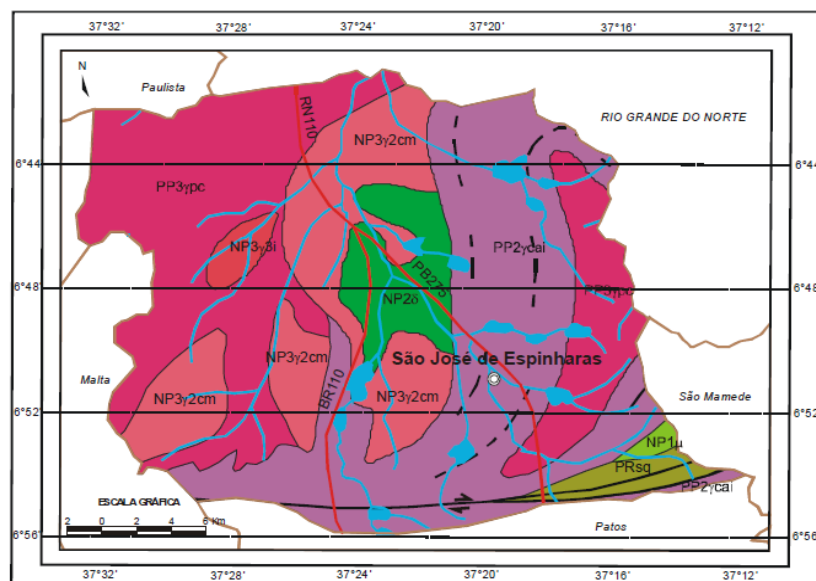 37°32' 37°28' 37°24' 37°20' 37°16' 37°12'
N
Paulista
RN110
RIO GRANDE DO NORTE
NP3γ2cm
6°44' 6°44'
PP3γpc
NP3γ3i
PP2γcai
PB275
6°48' 6°48'
NP2δ
PP3γpc
São José de Espinharas
NP3γ2cm
Malta
NP3γ2cm
NP3γ2cm
BR110
São Mamede
6°52' 6°52'
NP1μ
PRsq
PP2γcai
ESCALA GRÁFICA
2 0 2 4 6 Km
Patos
6°56' 6°56'
37°32' 37°28' 37°24' 37°20' 37°16' 37°12'